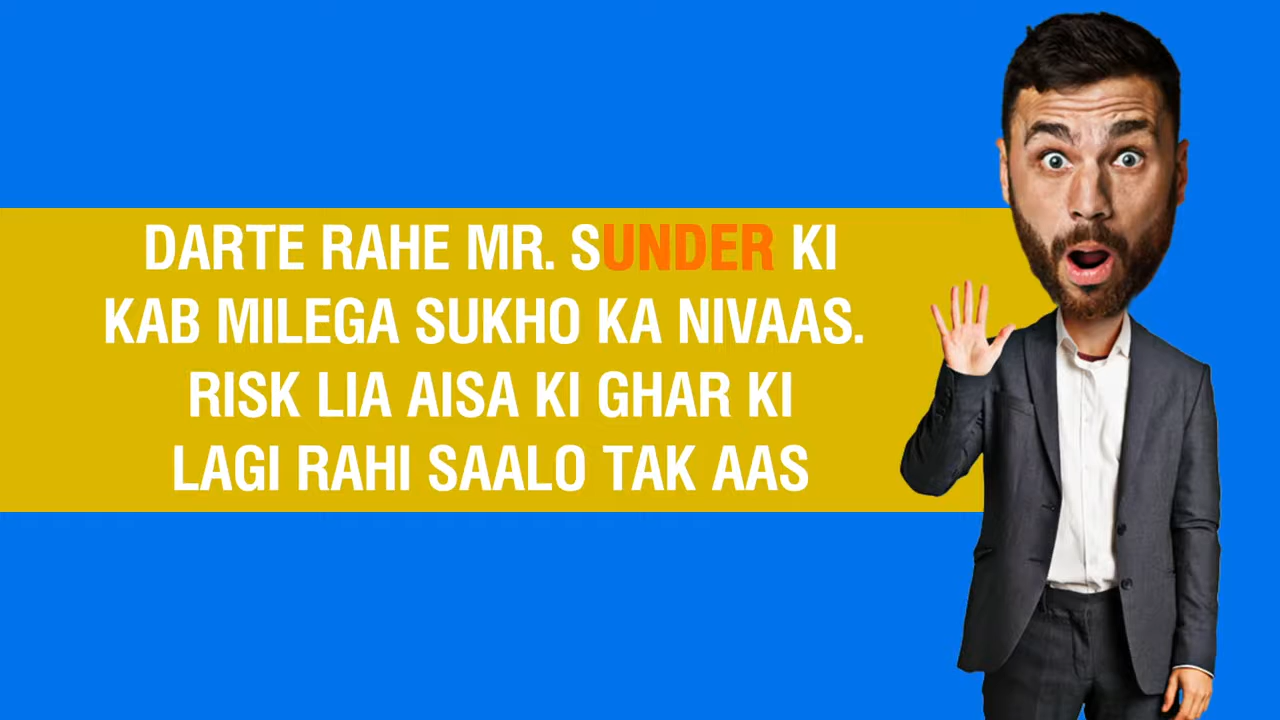 DARTE RAHE MR. SUNDER KI
KAB MILEGA SUKHO KA NIVAAS.
RISK LIA AISA KI GHAR KI
LAGI RAHI SAALO TAK AAS